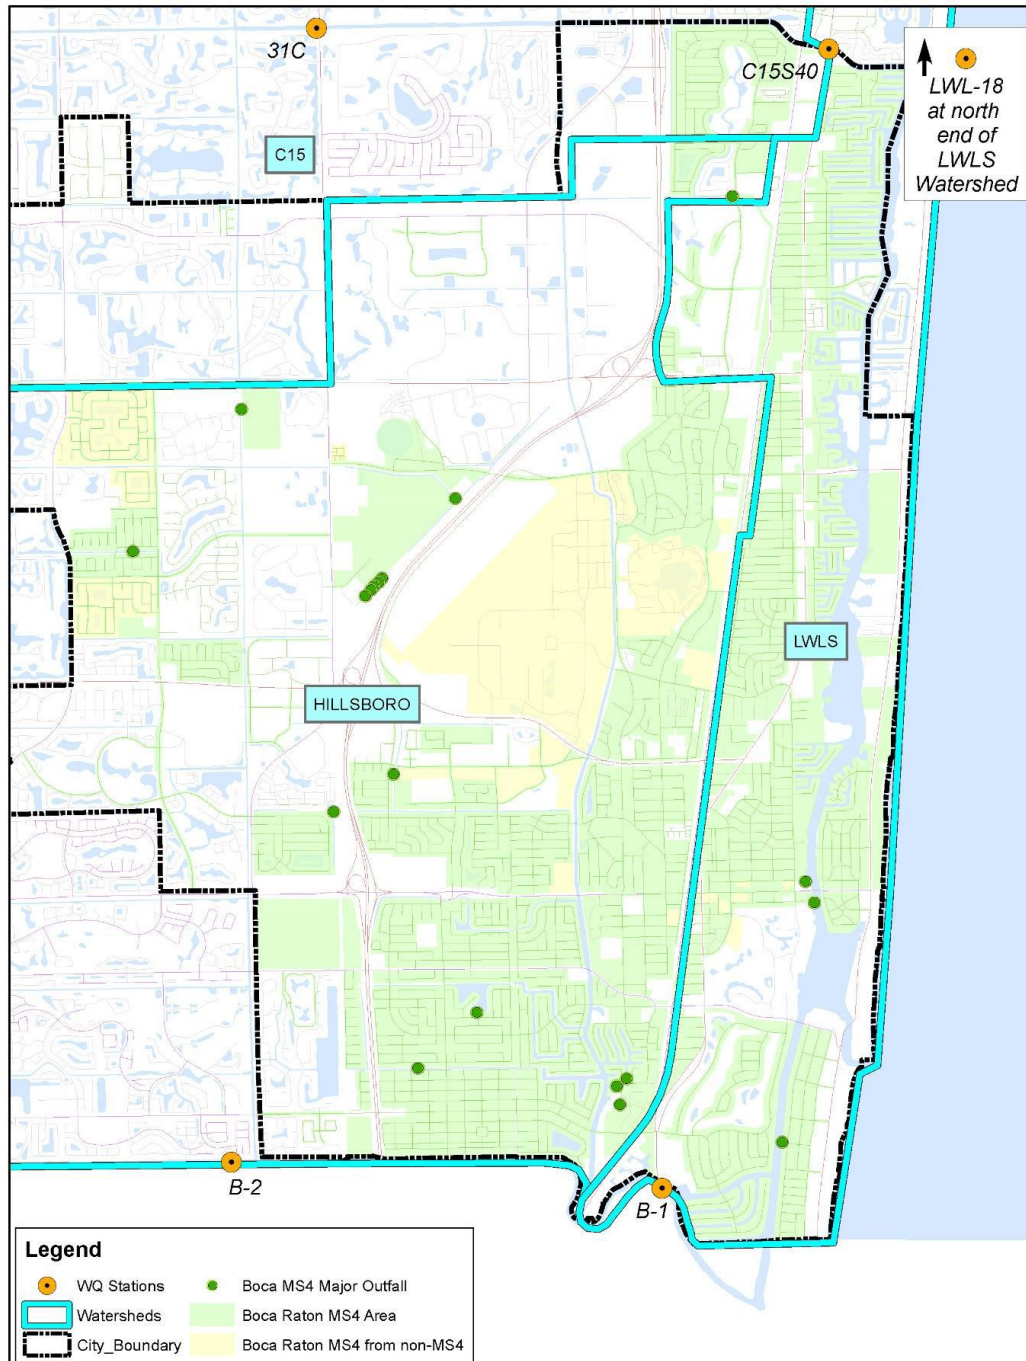 31C
C15S40
LWL-18
at north
end of
LWLS
Watershed
C15
LWLS
HILLSBORO
B-2
B-1
Legend
WQ Stations
Boca MS4 Major Outfall
Watersheds
Boca Raton MS4 Area
City_Boundary
Boca Raton MS4 from non-MS4